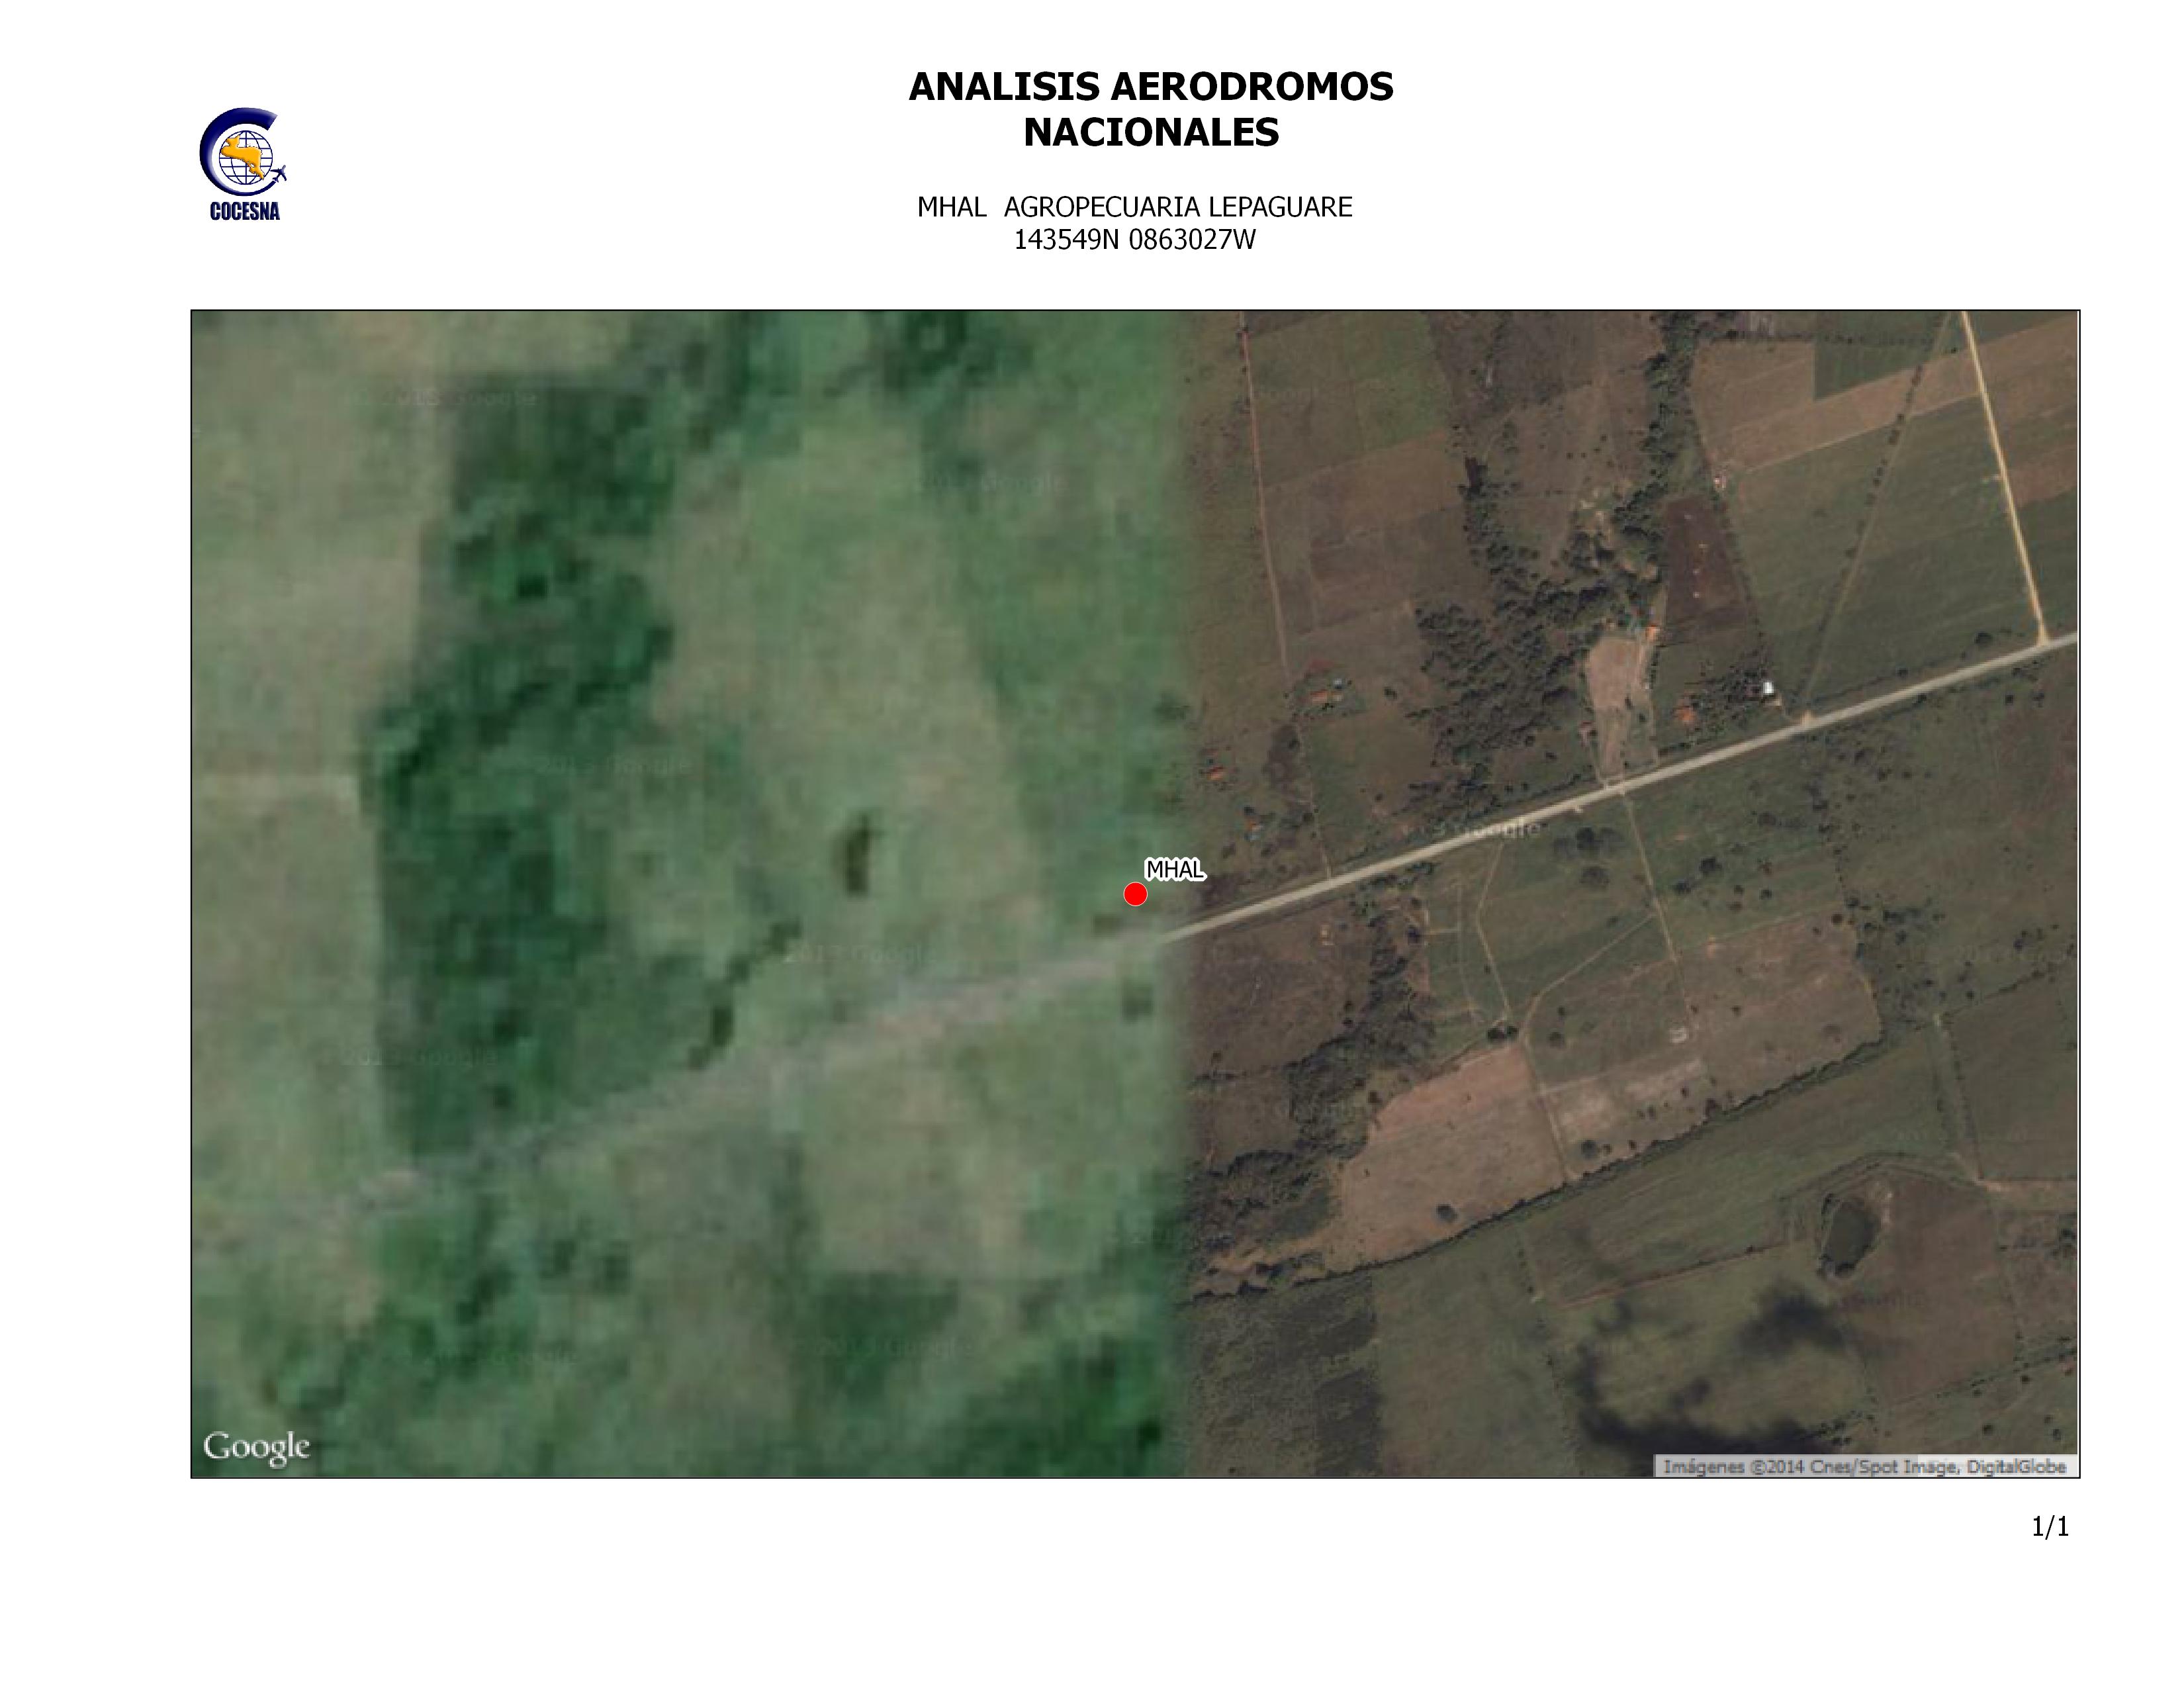 ANALISIS AERODROMOS
NACIONALES
COCESNA
MHAL AGROPECUARIA LEPAGUARE
143549N 0863027W
MHAL
Google
Imágenes ©2014 Cnes/Spot Image, DigitalGlobe
1/1